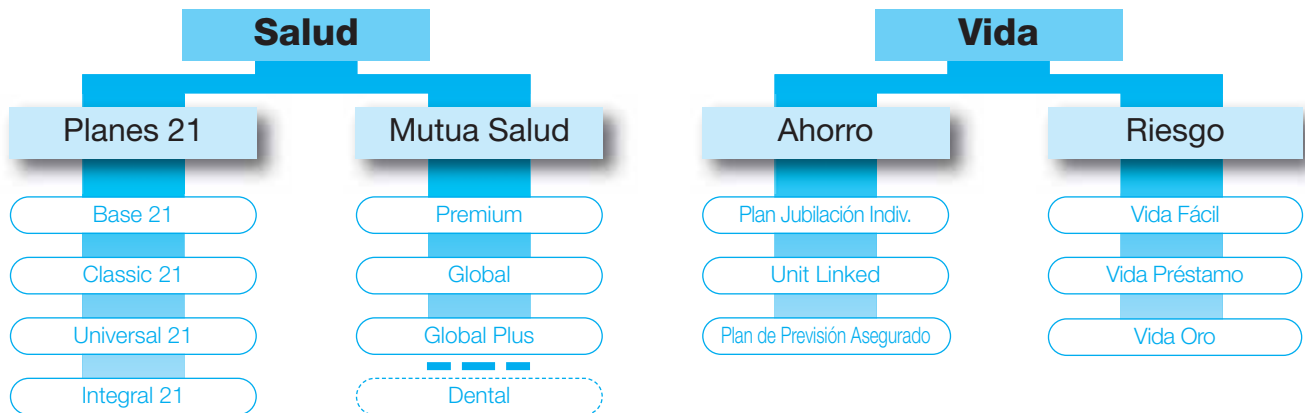 Salud
Planes 21
Base 21
Classic 21
Universal 21
Integral 21
Mutua Salud
Premium
Global
Global Plus
Dental
Vida
Ahorro
Plan Jubilación Indiv.
Unit Linked
Plan de Previsión Asegurado
Riesgo
Vida Fácil
Vida Préstamo
Vida Oro